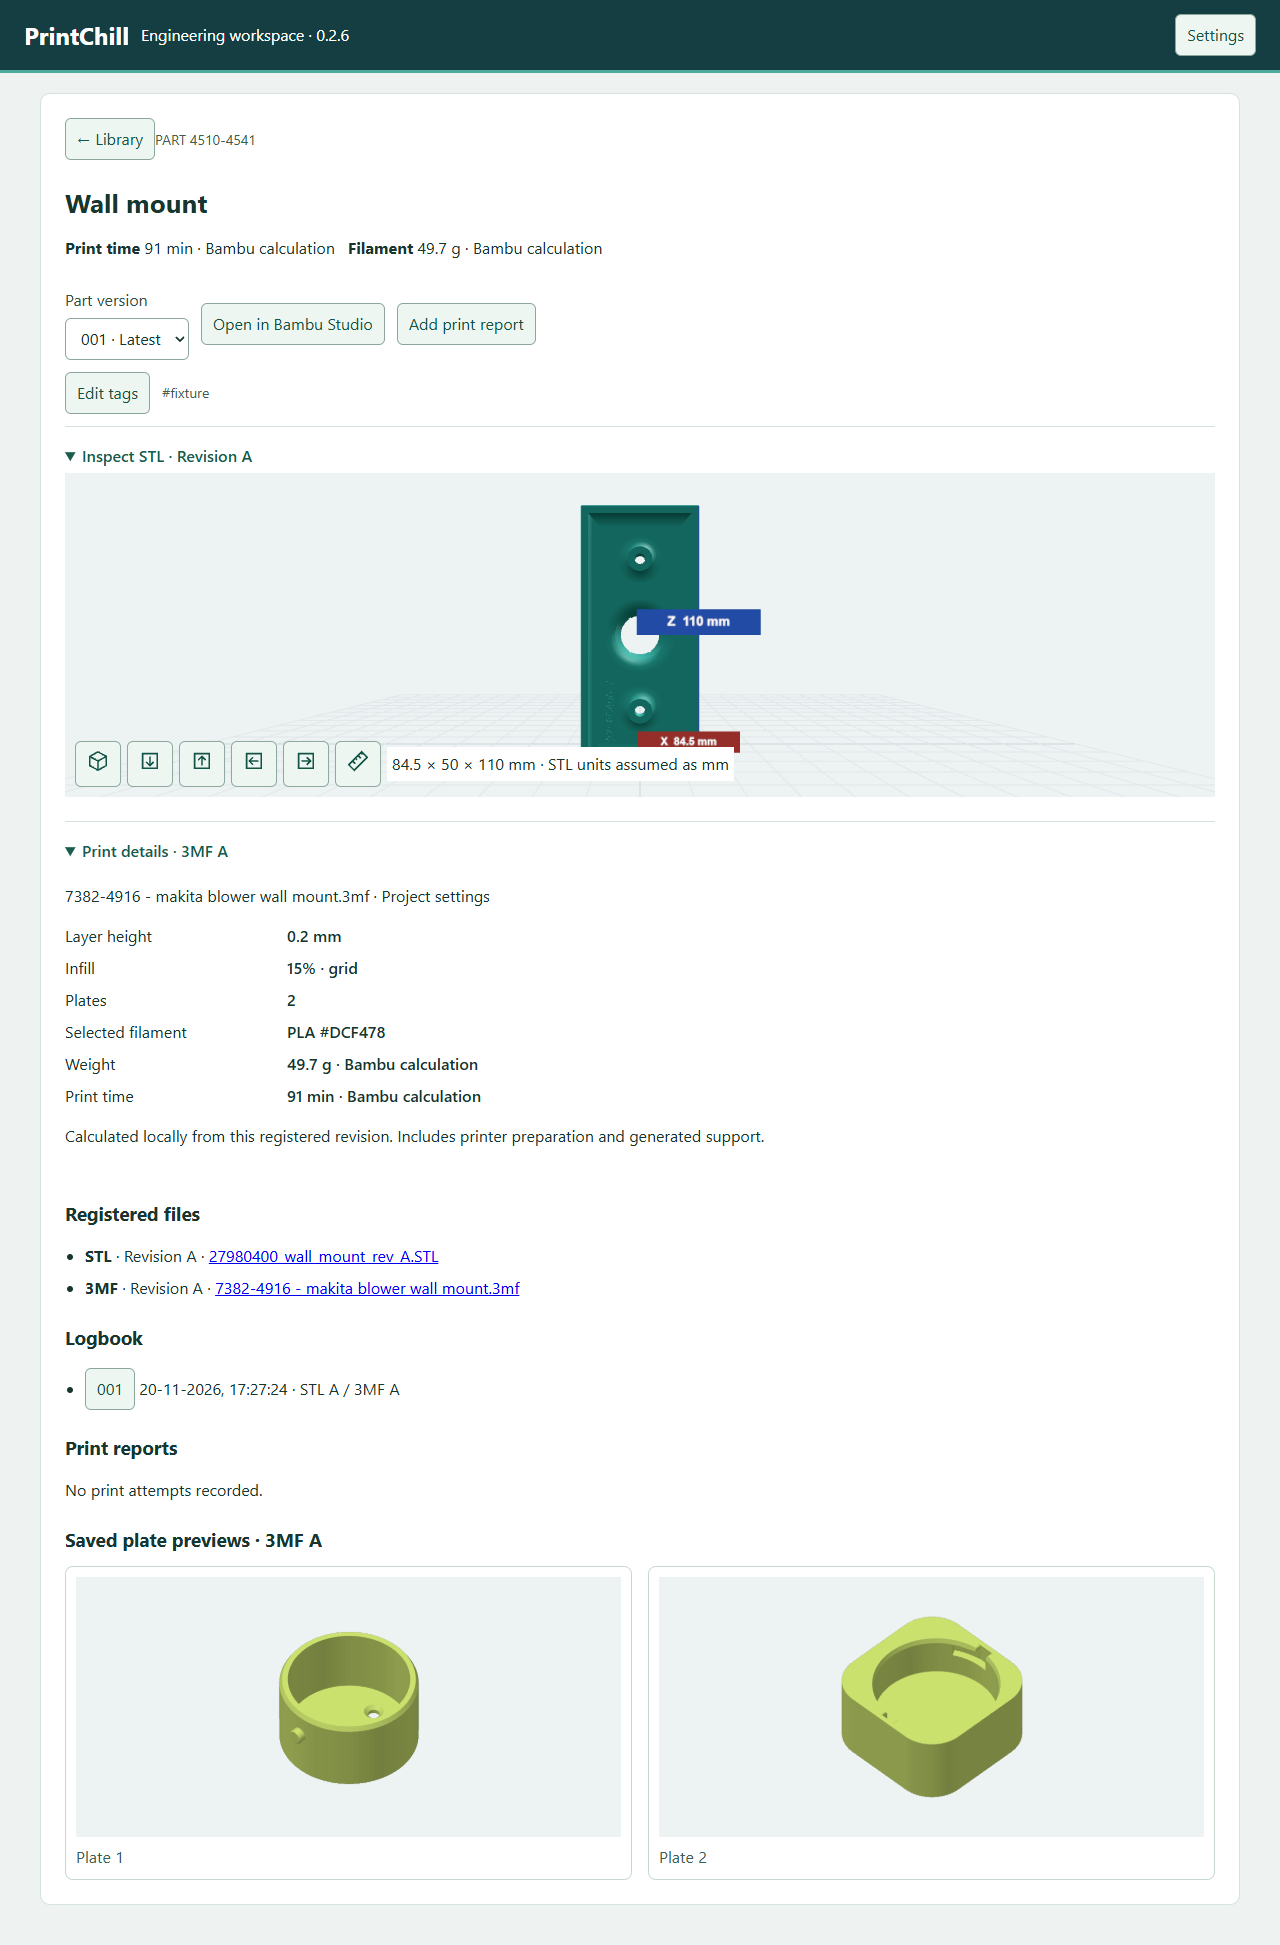 PrintChill Engineering workspace · 0.2.6 Settings
← Library PART 4510-4541
Wall mount
Print time 91 min · Bambu calculation Filament 49.7 g · Bambu calculation
Part version
001 · Latest Open in Bambu Studio Add print report
Edit tags #fixture
▼ Inspect STL · Revision A
Z 110 mm
X 84.5 mm
84.5 × 50 × 110 mm · STL units assumed as mm
▼ Print details · 3MF A
7382-4916 - makita blower wall mount.3mf · Project settings
Layer height 0.2 mm
Infill 15% · grid
Plates 2
Selected filament PLA #DCF478
Weight 49.7 g · Bambu calculation
Print time 91 min · Bambu calculation
Calculated locally from this registered revision. Includes printer preparation and generated support.
Registered files
• STL · Revision A · 27980400_wall_mount_rev_A.STL
• 3MF · Revision A · 7382-4916 - makita blower wall mount.3mf
Logbook
• 001 20-11-2026, 17:27:24 · STL A / 3MF A
Print reports
No print attempts recorded.
Saved plate previews · 3MF A
Plate 1
Plate 2